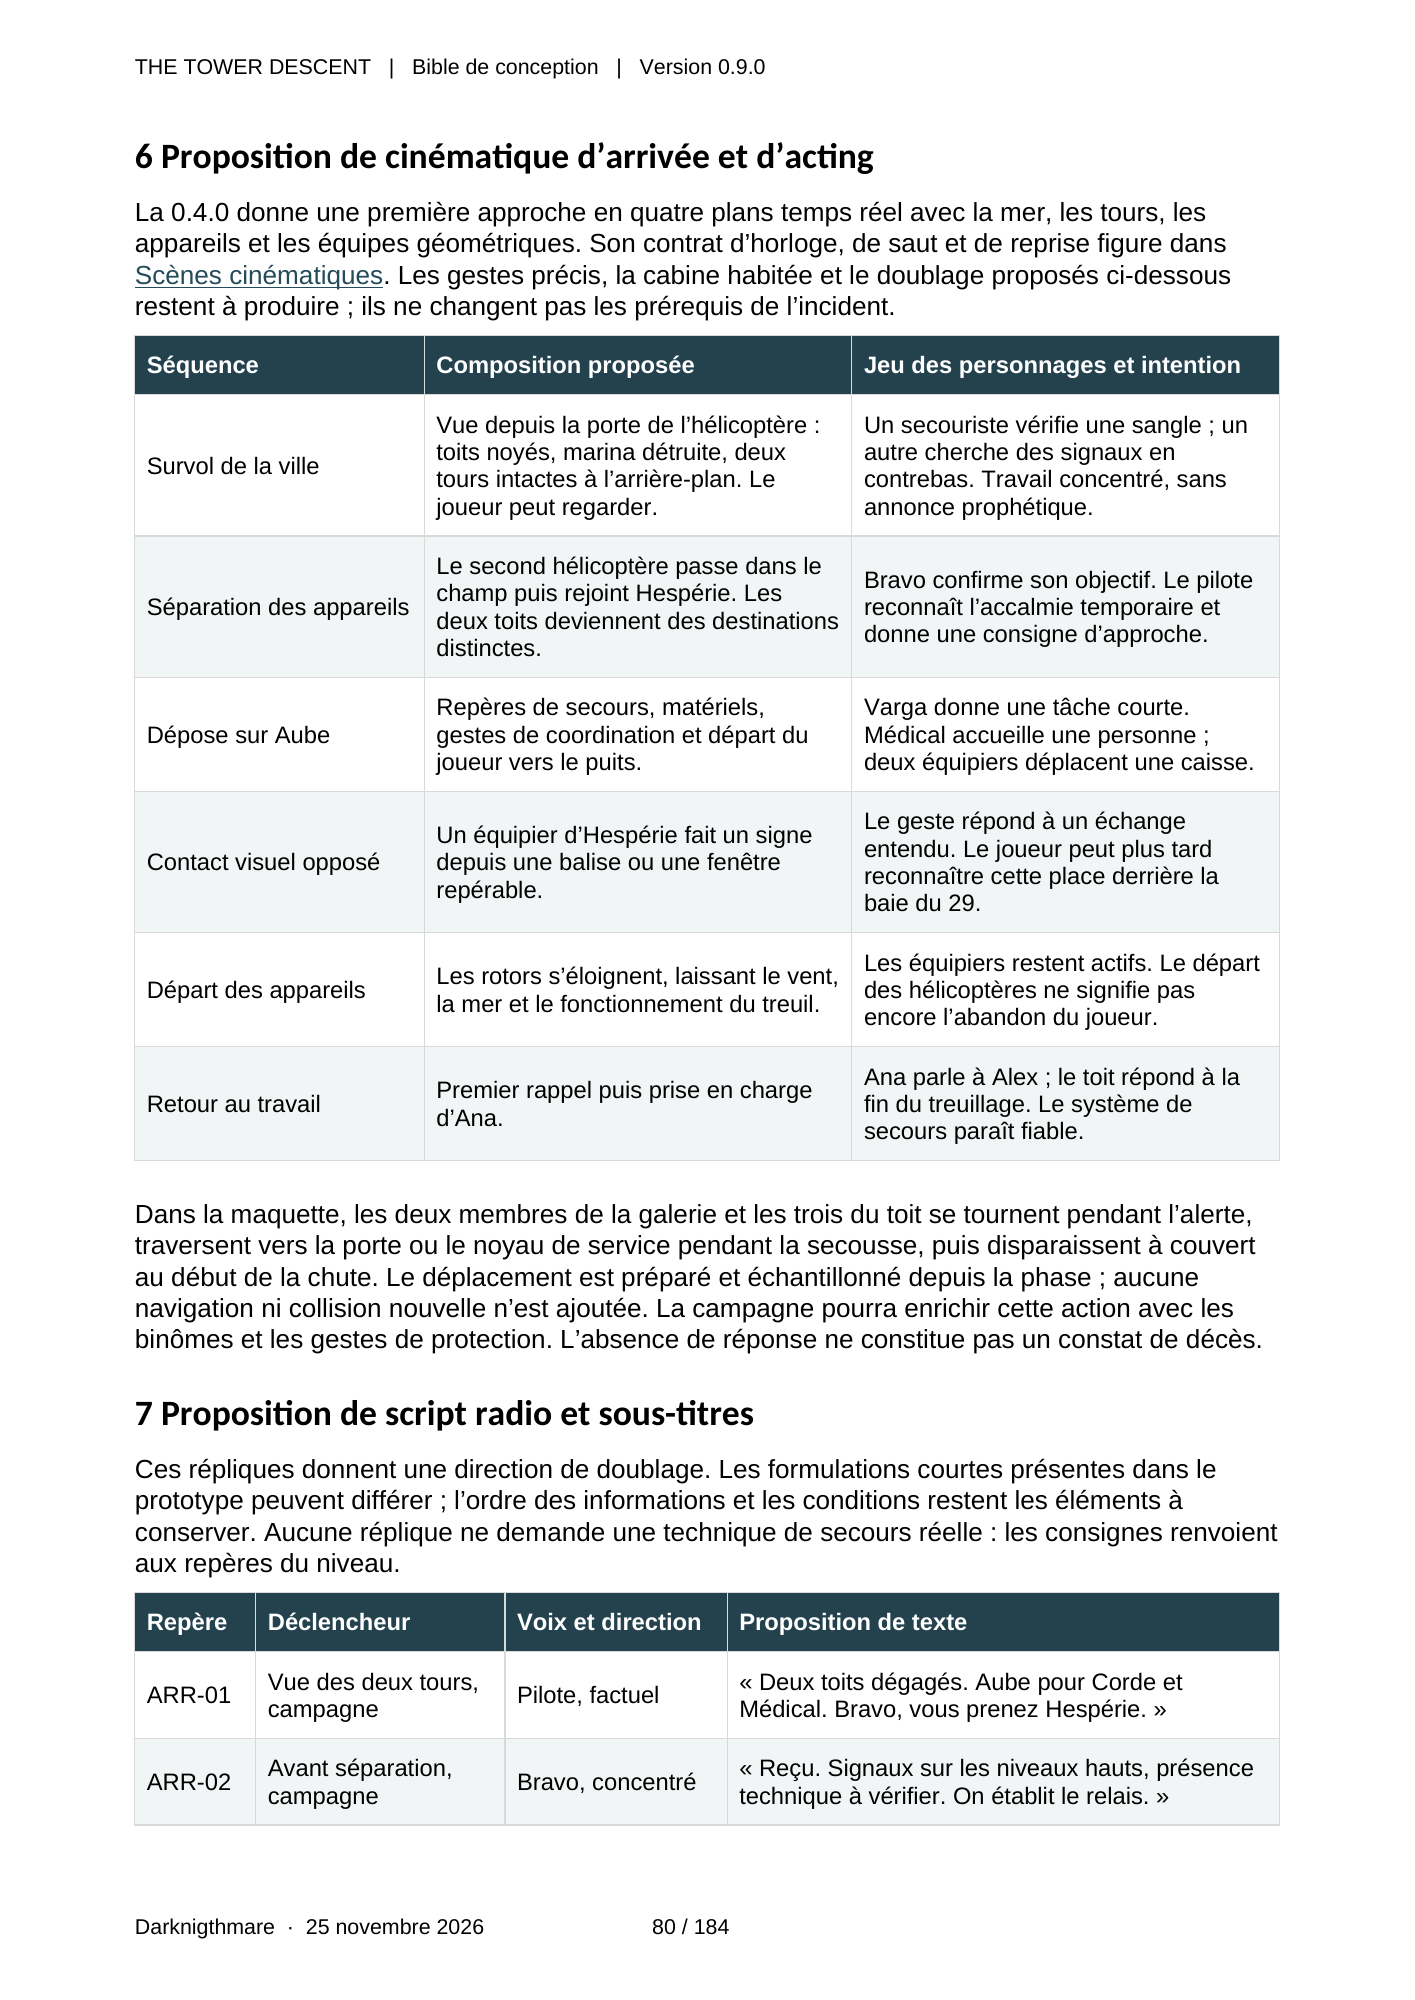 THE TOWER DESCENT | Bible de conception | Version 0.9.0
6 Proposition de cinématique d’arrivée et d’acting
La 0.4.0 donne une première approche en quatre plans temps réel avec la mer, les tours, les
appareils et les équipes géométriques. Son contrat d’horloge, de saut et de reprise figure dans
Scènes cinématiques. Les gestes précis, la cabine habitée et le doublage proposés ci-dessous
restent à produire ; ils ne changent pas les prérequis de l’incident.
Séquence
Composition proposée
Jeu des personnages et intention
Survol de la ville
Vue depuis la porte de l’hélicoptère :
toits noyés, marina détruite, deux
tours intactes à l’arrière-plan. Le
joueur peut regarder.
Un secouriste vérifie une sangle ; un
autre cherche des signaux en
contrebas. Travail concentré, sans
annonce prophétique.
Séparation des appareils
Le second hélicoptère passe dans le
champ puis rejoint Hespérie. Les
deux toits deviennent des destinations
distinctes.
Bravo confirme son objectif. Le pilote
reconnaît l’accalmie temporaire et
donne une consigne d’approche.
Dépose sur Aube
Repères de secours, matériels,
gestes de coordination et départ du
joueur vers le puits.
Varga donne une tâche courte.
Médical accueille une personne ;
deux équipiers déplacent une caisse.
Contact visuel opposé
Un équipier d’Hespérie fait un signe
depuis une balise ou une fenêtre
repérable.
Le geste répond à un échange
entendu. Le joueur peut plus tard
reconnaître cette place derrière la
baie du 29.
Départ des appareils
Les rotors s’éloignent, laissant le vent,
la mer et le fonctionnement du treuil.
Les équipiers restent actifs. Le départ
des hélicoptères ne signifie pas
encore l’abandon du joueur.
Retour au travail
Premier rappel puis prise en charge
d’Ana.
Ana parle à Alex ; le toit répond à la
fin du treuillage. Le système de
secours paraît fiable.
Dans la maquette, les deux membres de la galerie et les trois du toit se tournent pendant l’alerte,
traversent vers la porte ou le noyau de service pendant la secousse, puis disparaissent à couvert
au début de la chute. Le déplacement est préparé et échantillonné depuis la phase ; aucune
navigation ni collision nouvelle n’est ajoutée. La campagne pourra enrichir cette action avec les
binômes et les gestes de protection. L’absence de réponse ne constitue pas un constat de décès.
7 Proposition de script radio et sous-titres
Ces répliques donnent une direction de doublage. Les formulations courtes présentes dans le
prototype peuvent différer ; l’ordre des informations et les conditions restent les éléments à
conserver. Aucune réplique ne demande une technique de secours réelle : les consignes renvoient
aux repères du niveau.
Repère
Déclencheur
Voix et direction
Proposition de texte
ARR-01
Vue des deux tours,
campagne
Pilote, factuel
« Deux toits dégagés. Aube pour Corde et
Médical. Bravo, vous prenez Hespérie. »
ARR-02
Avant séparation,
campagne
Bravo, concentré
« Reçu. Signaux sur les niveaux hauts, présence
technique à vérifier. On établit le relais. »
Darknigthmare · 25 novembre 2026
80 / 184